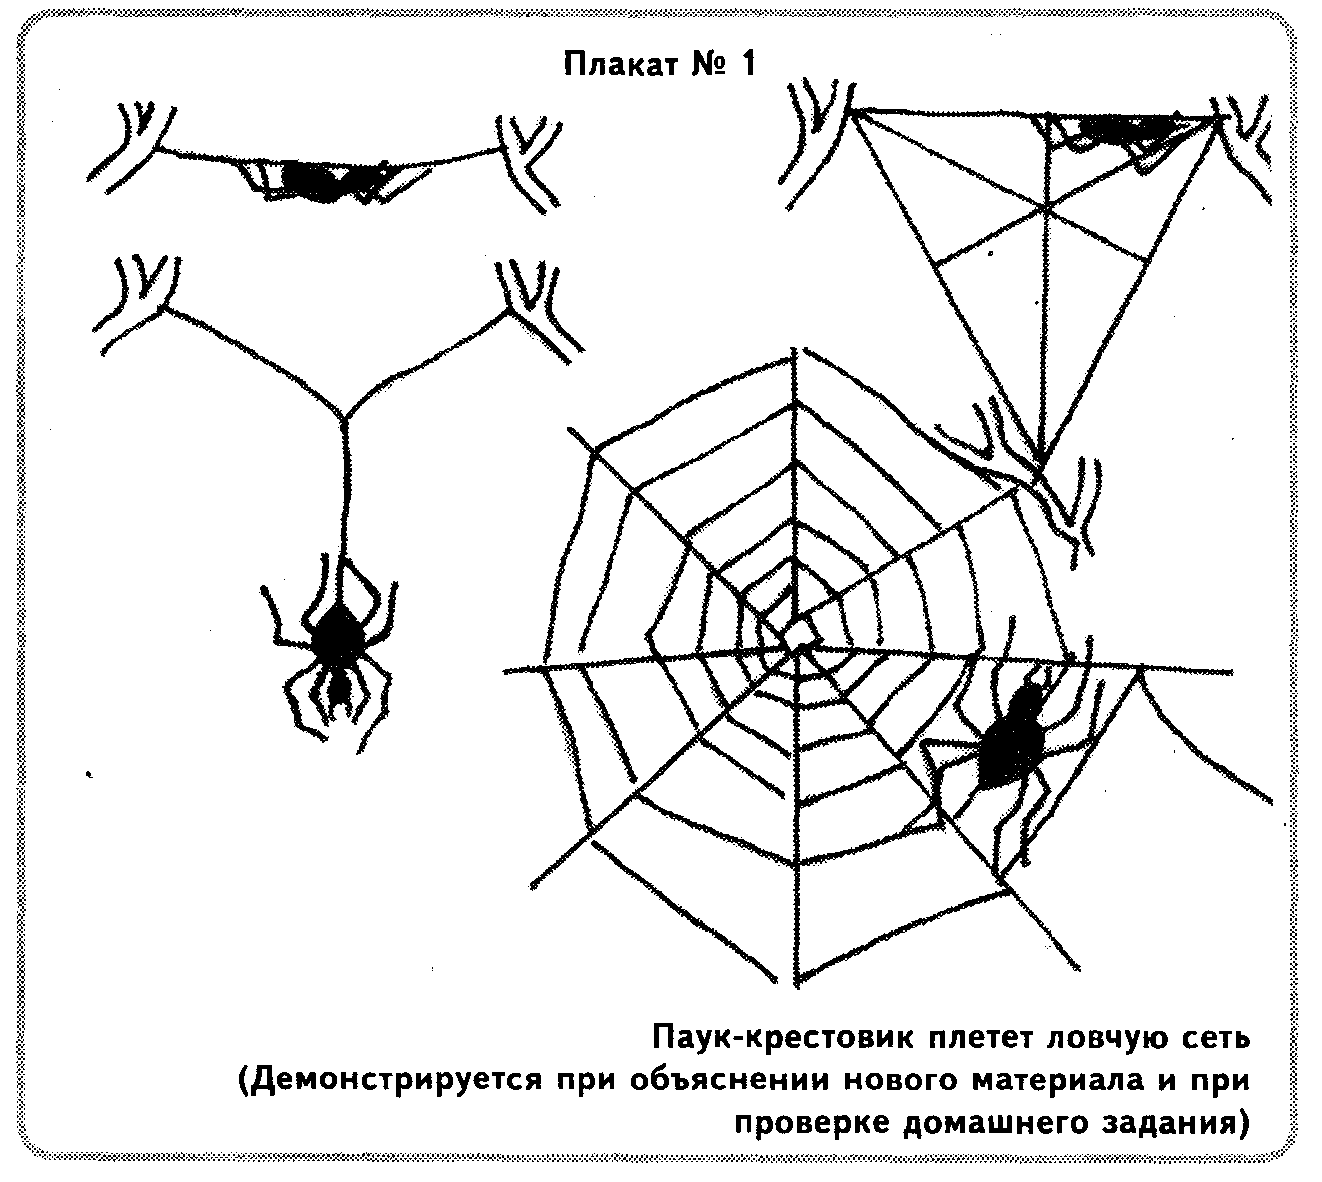 Плакат № 1
Паук-крестовик плетет ловчую сеть
(Демонстрируется при объяснении нового материала и при
проверке домашнего задания)